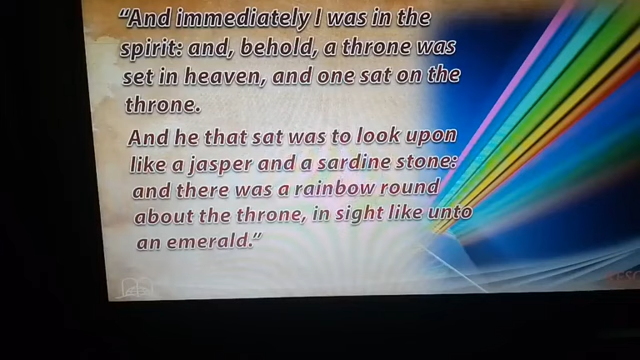 “And immediately I was in the
spirit: and, behold, a throne was
set in heaven, and one sat on the
throne.
And he that sat was to look upon
like a jasper and a sardine stone:
and there was a rainbow round
about the throne, in sight like unto
an emerald.”